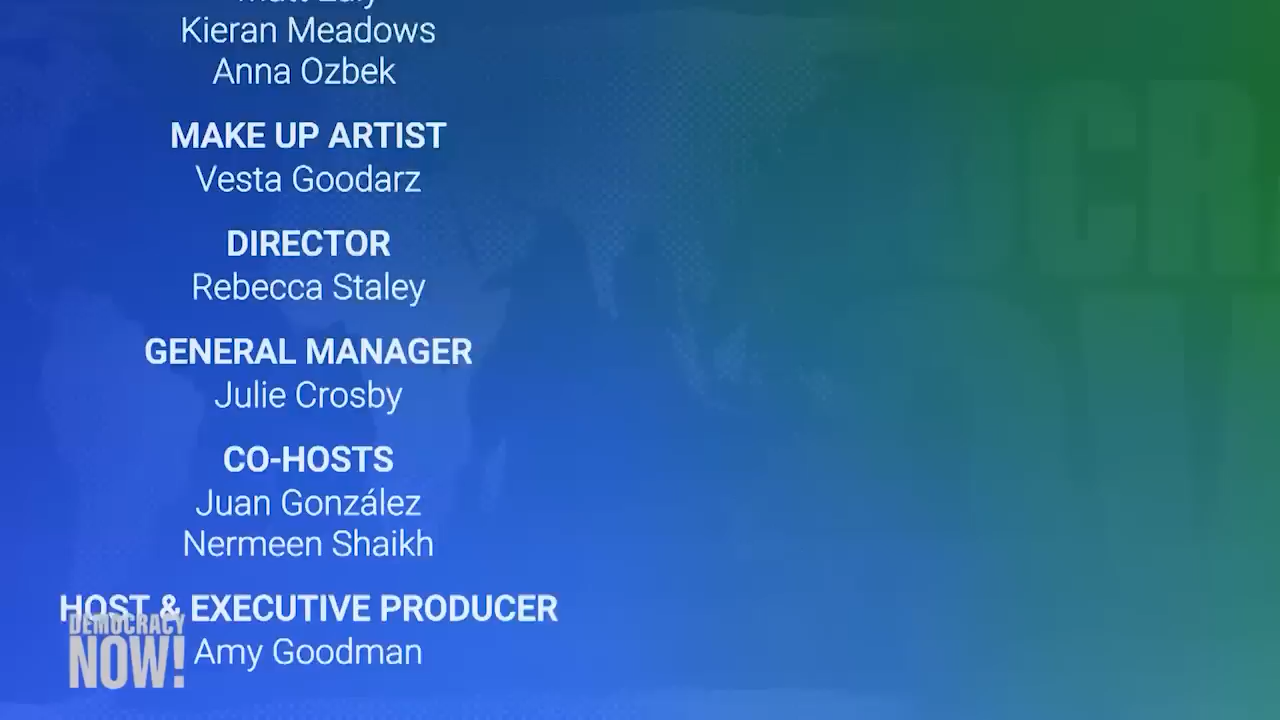 Kieran Meadows
Anna Ozbek
MAKE UP ARTIST
Vesta Goodarz
DIRECTOR
Rebecca Staley
GENERAL MANAGER
Julie Crosby
CO-HOSTS
Juan González
Nermeen Shaikh
HOST & EXECUTIVE PRODUCER
Amy Goodman
DEMOCRACY
NOW!